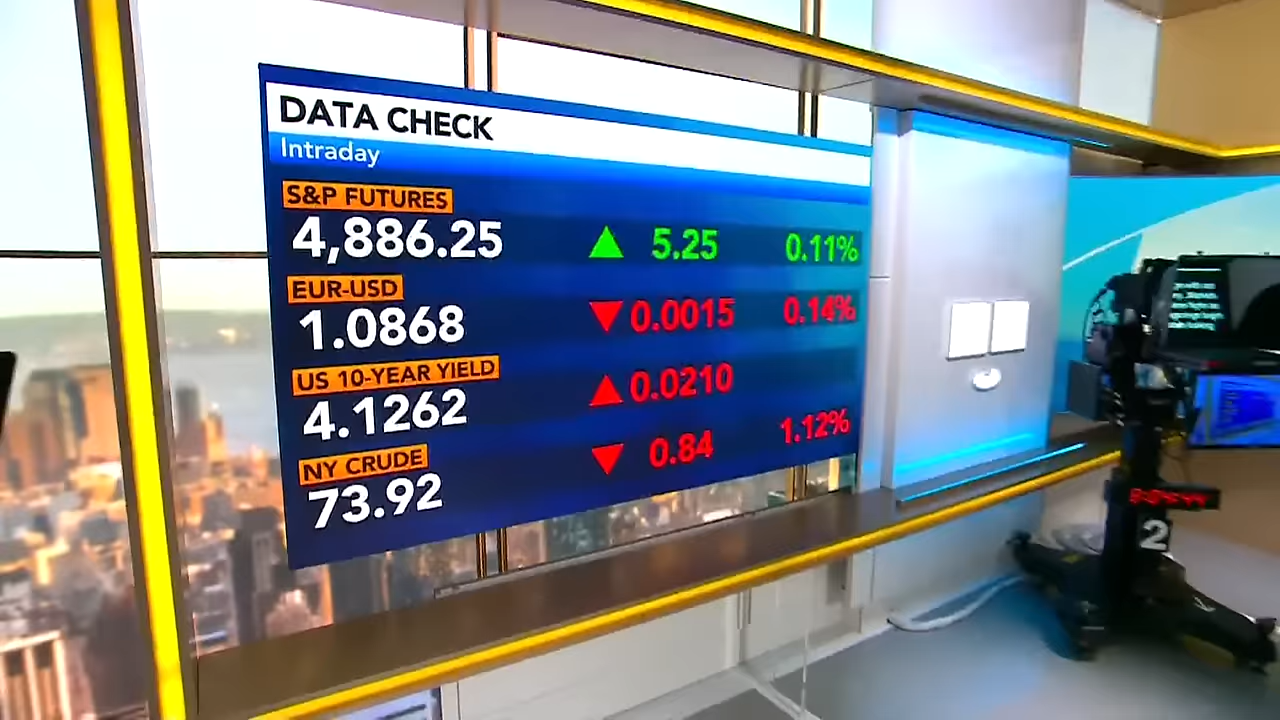 DATA CHECK
Intraday
S&P FUTURES
4,886.25 ▲ 5.25 0.11%
EUR-USD
1.0868 ▼ 0.0015 0.14%
US 10-YEAR YIELD
4.1262 ▲ 0.0210
NY CRUDE
73.92 ▼ 0.84 1.12%
2